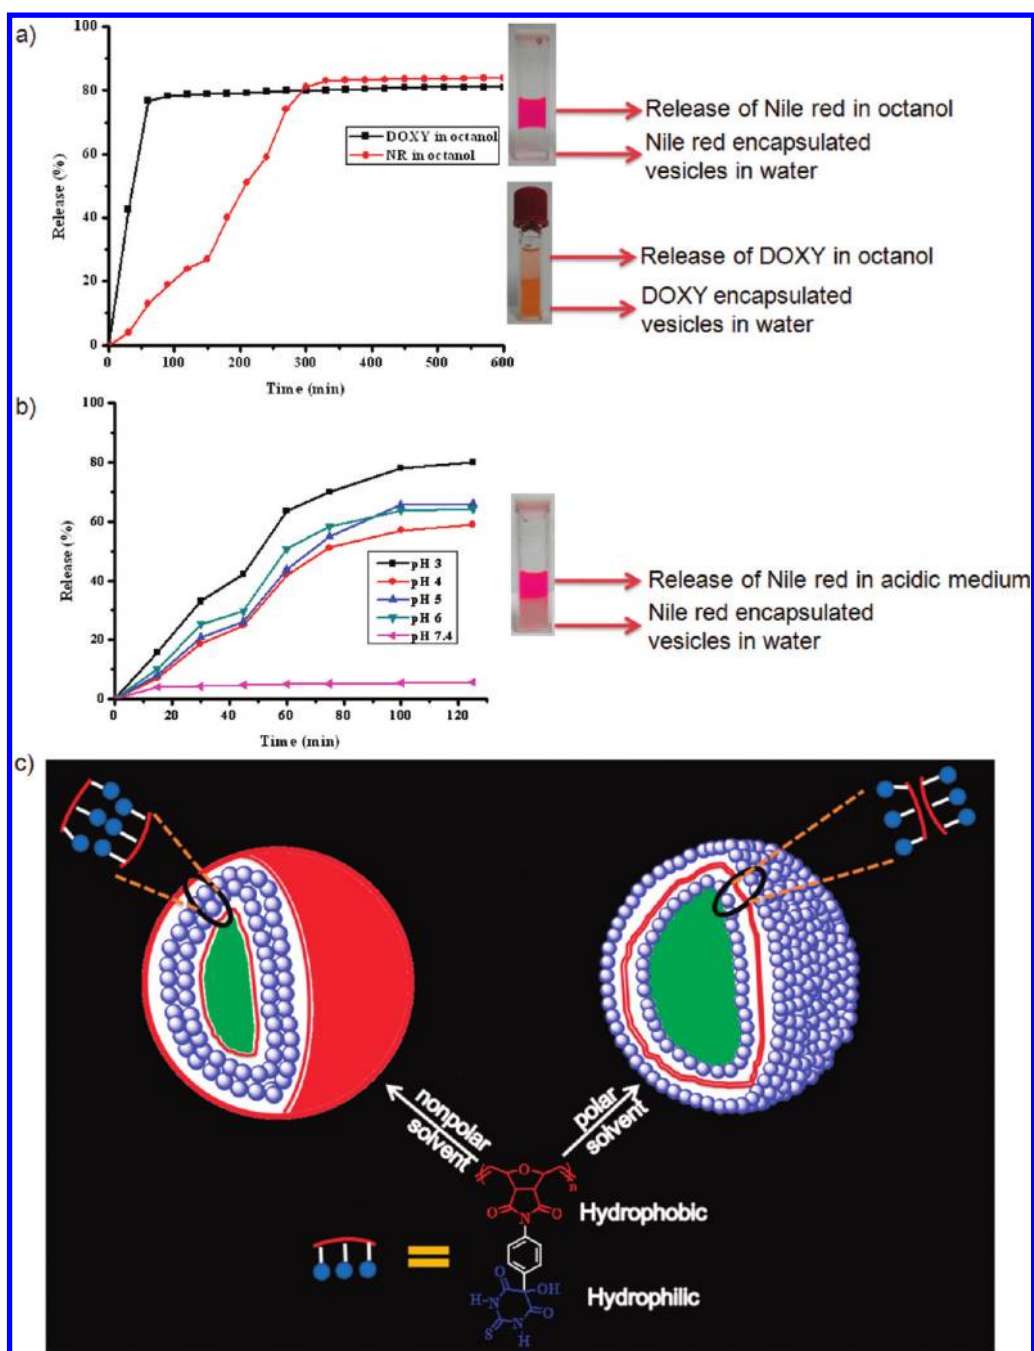 a)
100
80
60
40
20
0
Release (%)
DOXY in octanol
NR in octanol
0 100 200 300 400 500 600
Time (min)
Release of Nile red in octanol
Nile red encapsulated
vesicles in water
Release of DOXY in octanol
DOXY encapsulated
vesicles in water
b)
100
80
60
40
20
0
Release (%)
pH 3
pH 4
pH 5
pH 6
pH 7.4
0 20 40 60 80 100 120
Time (min)
Release of Nile red in acidic medium
Nile red encapsulated
vesicles in water
c)
nonpolar
solvent
polar
solvent
O
n
O N O
Hydrophobic
O OH
H-N O
S N
H
Hydrophilic